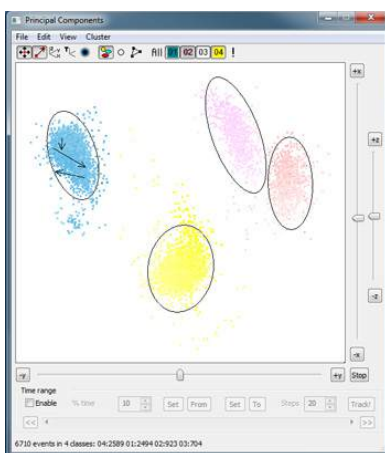 Principal Components
File Edit View Cluster
All 01 02 03 04 !
+x
+z
-z
-x
-y +y Stop
Time range
Enable % time 10 Set From Set To Steps 20 Track!
<< >>
6710 events in 4 classes: 04:2589 01:2494 02:923 03:704